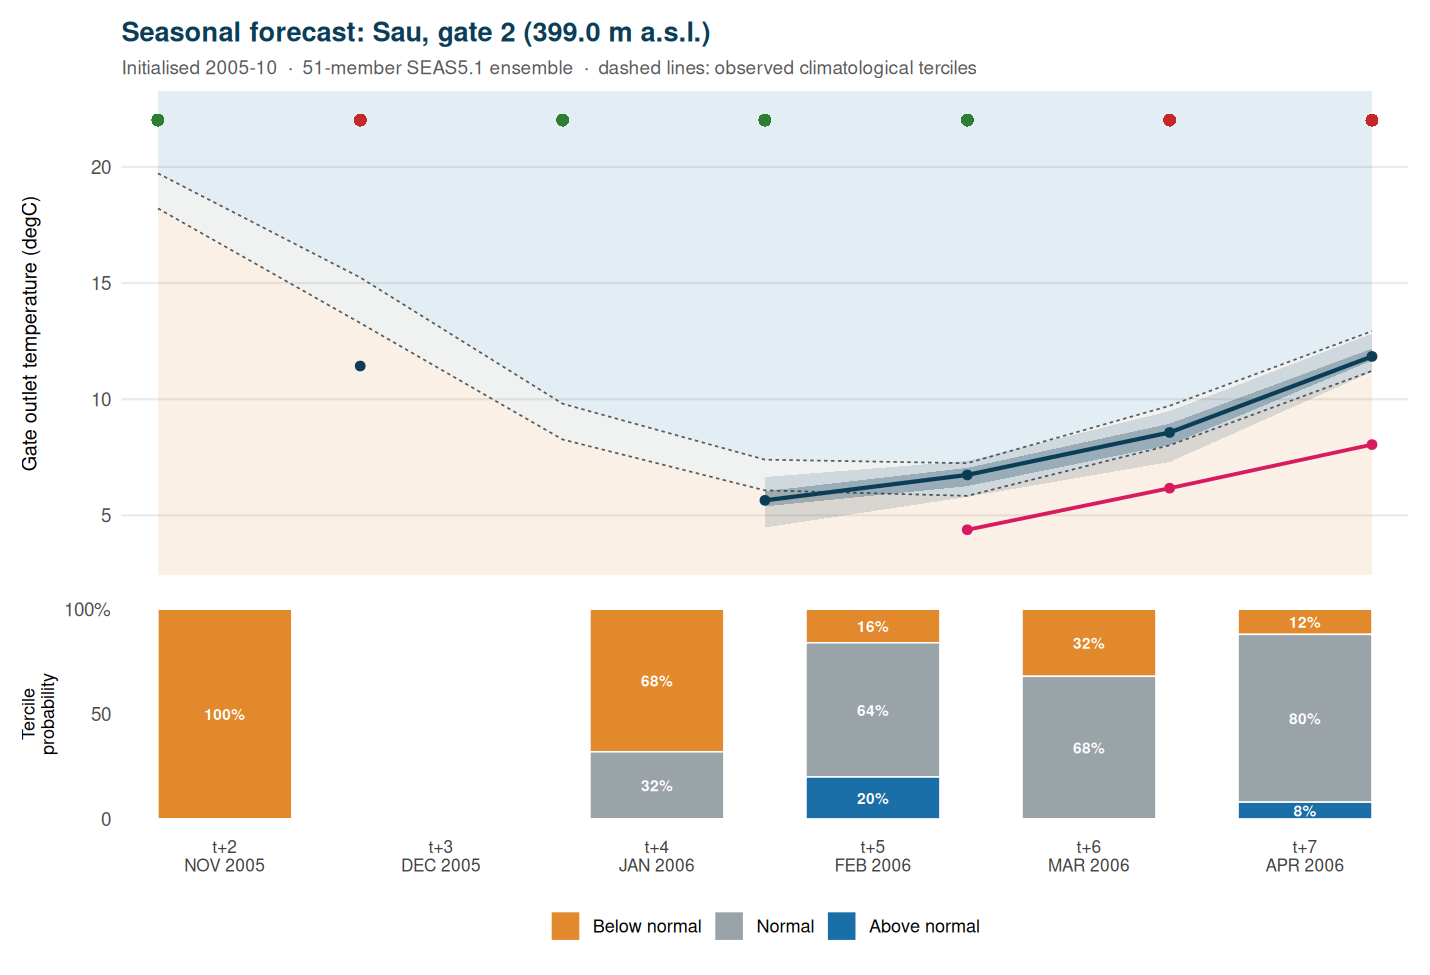 Seasonal forecast: Sau, gate 2 (399.0 m a.s.l.)
Initialised 2005-10 · 51-member SEAS5.1 ensemble · dashed lines: observed climatological terciles
Gate outlet temperature (degC)
20
15
10
5
Tercile
probability
100%
50
0
100%
68%
32%
16%
64%
20%
32%
68%
12%
80%
8%
t+2
NOV 2005
t+3
DEC 2005
t+4
JAN 2006
t+5
FEB 2006
t+6
MAR 2006
t+7
APR 2006
Below normal
Normal
Above normal